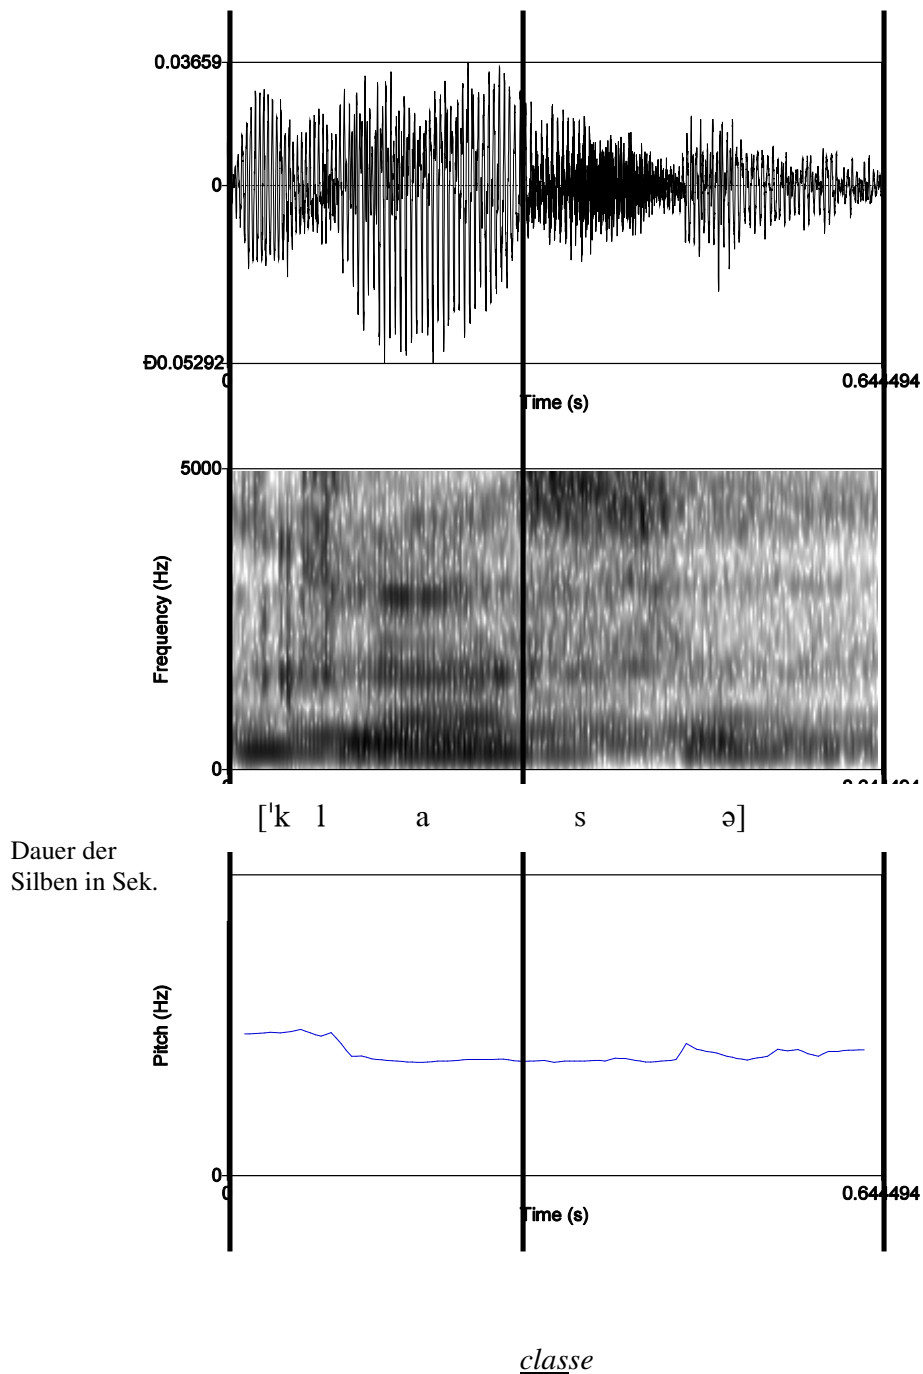 0.03659
0
Đ0.05292
0 0.644494
Time (s)
5000
Frequency (Hz)
0
[ˈk l a s ə]
Dauer der
Silben in Sek.
Pitch (Hz)
0
0 0.644494
Time (s)
classe